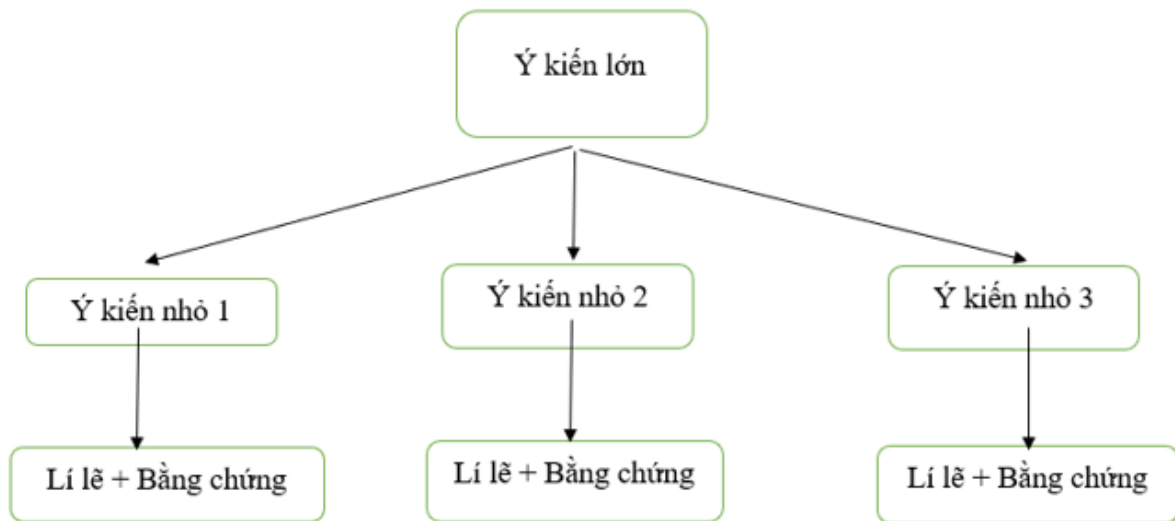 Ý kiến lớn
Ý kiến nhỏ 1
Ý kiến nhỏ 2
Ý kiến nhỏ 3
Lí lẽ + Bằng chứng
Lí lẽ + Bằng chứng
Lí lẽ + Bằng chứng